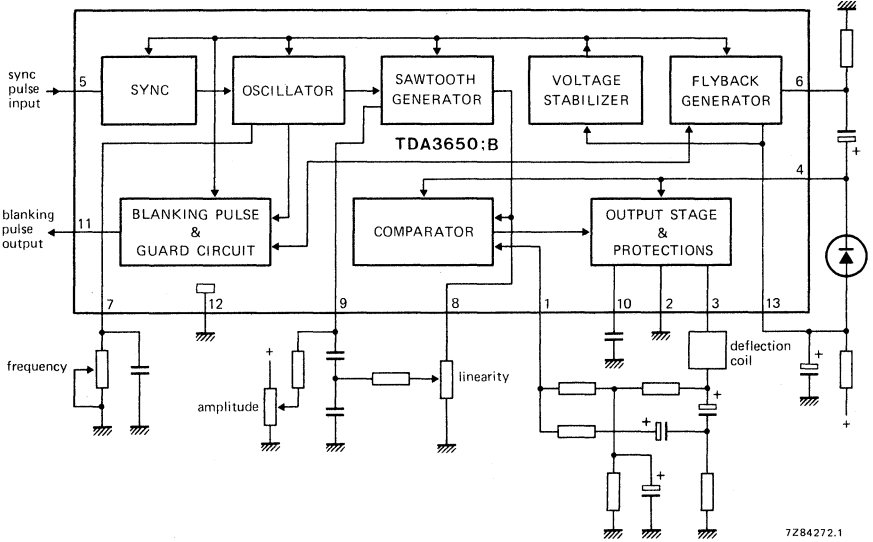 sync
pulse
input
5
SYNC
OSCILLATOR
SAWTOOTH
GENERATOR
VOLTAGE
STABILIZER
FLYBACK
GENERATOR
6
+
TDA3650;B
4
blanking
pulse
output
11
BLANKING PULSE
&
GUARD CIRCUIT
COMPARATOR
OUTPUT STAGE
&
PROTECTIONS
7
12
9
8
1
10
2
3
13
frequency
+
amplitude
linearity
deflection
coil
+
+
+
+
+
7Z84272.1